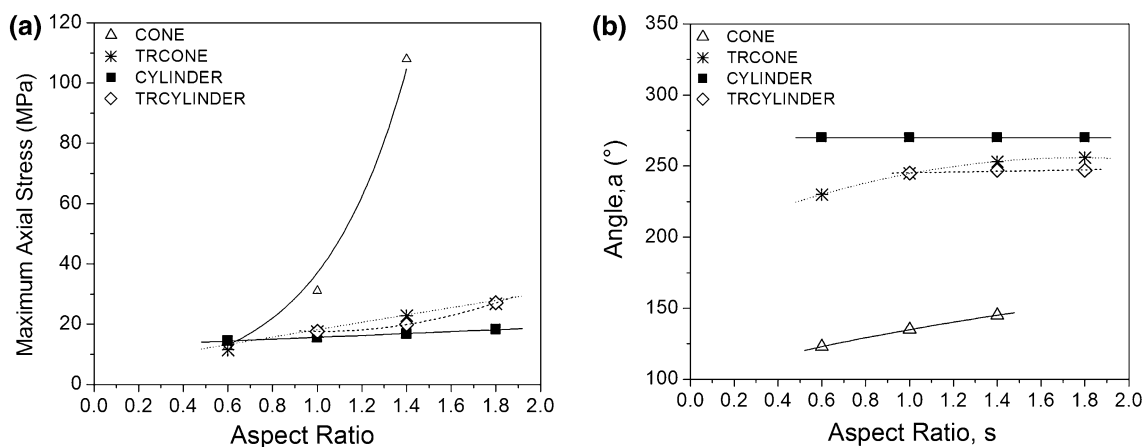 (a)
CONE
TRCONE
CYLINDER
TRCYLINDER
Maximum Axial Stress (MPa)
120
100
80
60
40
20
0
0.0 0.2 0.4 0.6 0.8 1.0 1.2 1.4 1.6 1.8 2.0
Aspect Ratio
(b)
CONE
TRCONE
CYLINDER
TRCYLINDER
Angle,a (°)
350
300
250
200
150
100
0.0 0.2 0.4 0.6 0.8 1.0 1.2 1.4 1.6 1.8 2.0
Aspect Ratio, s